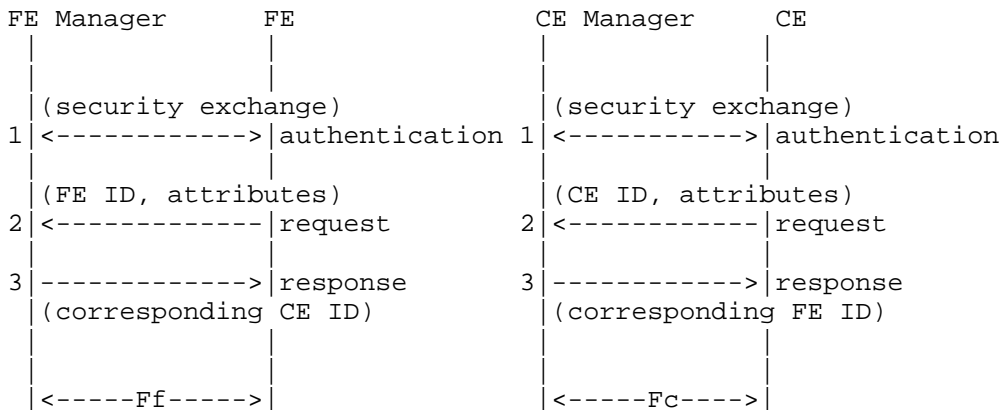 FE Manager FE CE Manager CE
(security exchange) (security exchange)
1|<------------>|authentication 1|<----------->|authentication
(FE ID, attributes) (CE ID, attributes)
2|<-------------|request 2|<------------|request
3|------------->|response 3|------------>|response
(corresponding CE ID) (corresponding FE ID)
|<-----Ff----->| |<-----Fc---->|